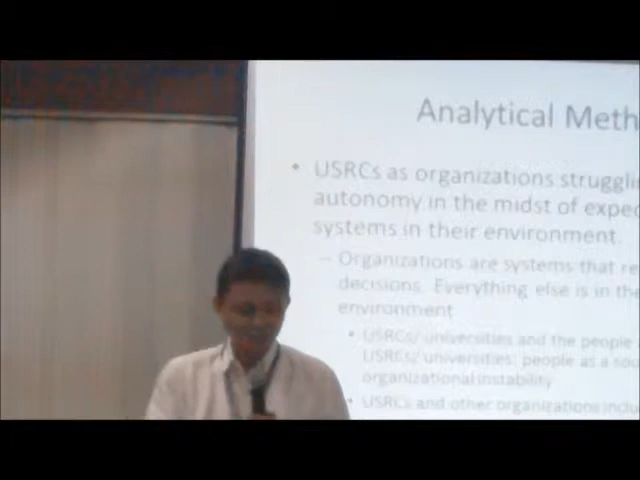 Analytical Meth
• USRCs as organizations struggli
autonomy in the midst of expec
systems in their environment.
– Organizations are systems that re
decisions. Everything else is in the
environment
• USRCs/ universities and the people a
USRCs/ universities: people as a sou
organizational instability
• USRCs and other organizations inclu